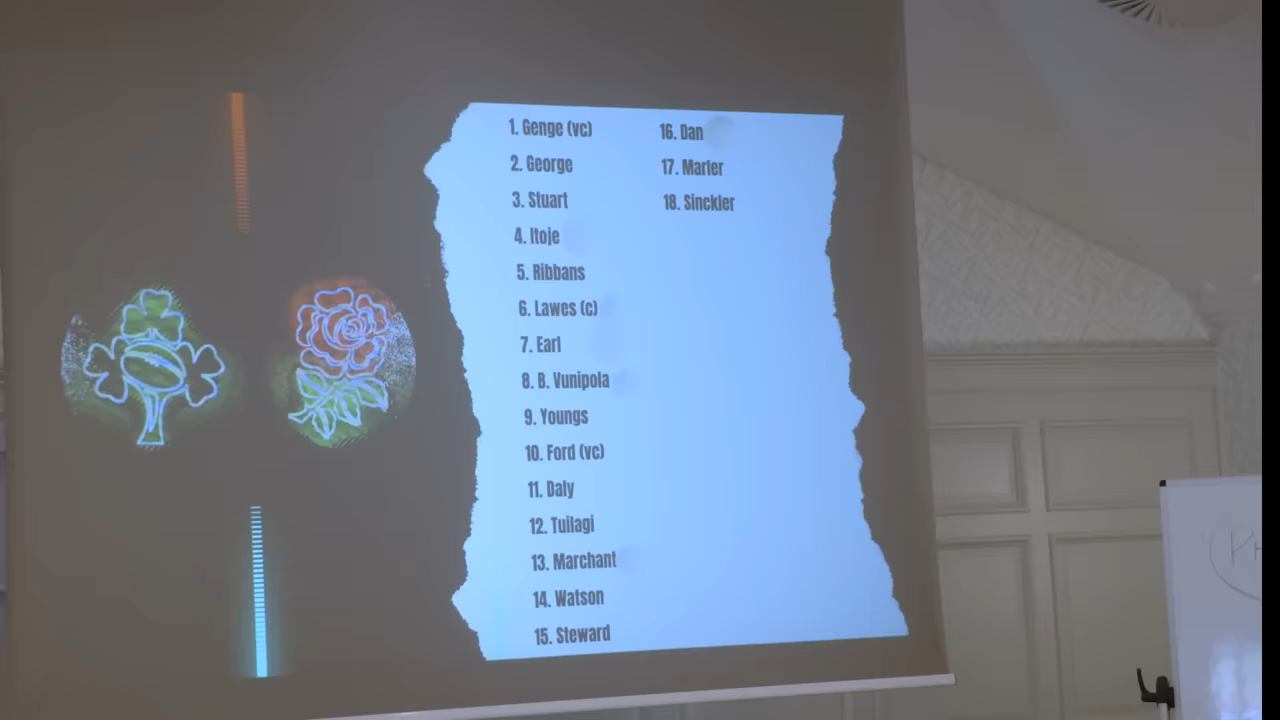 1. Genge (vc)
2. George
3. Stuart
4. Itoje
5. Ribbans
6. Lawes (c)
7. Earl
8. B. Vunipola
9. Youngs
10. Ford (vc)
11. Daly
12. Tuilagi
13. Marchant
14. Watson
15. Steward
16. Dan
17. Marler
18. Sinckler